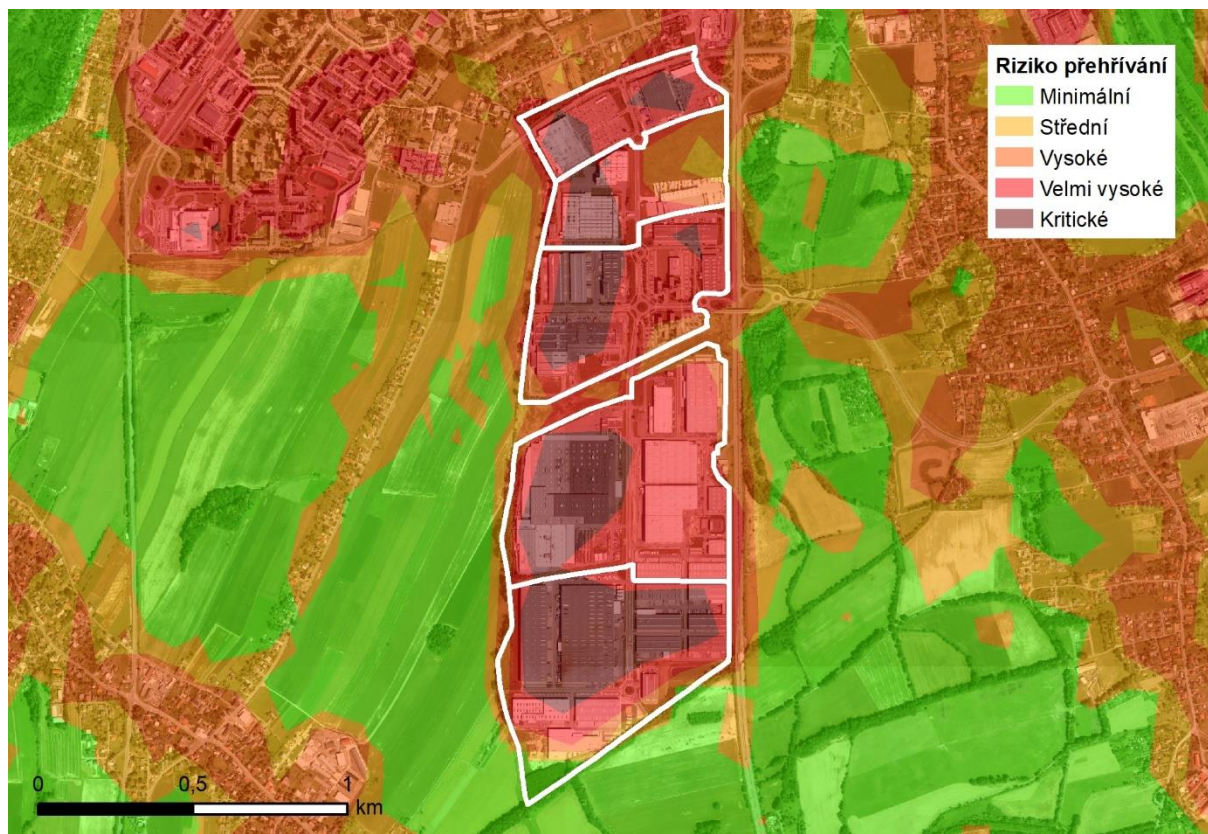 Riziko přehřívání
Minimální
Střední
Vysoké
Velmi vysoké
Kritické
0 0,5 1
km